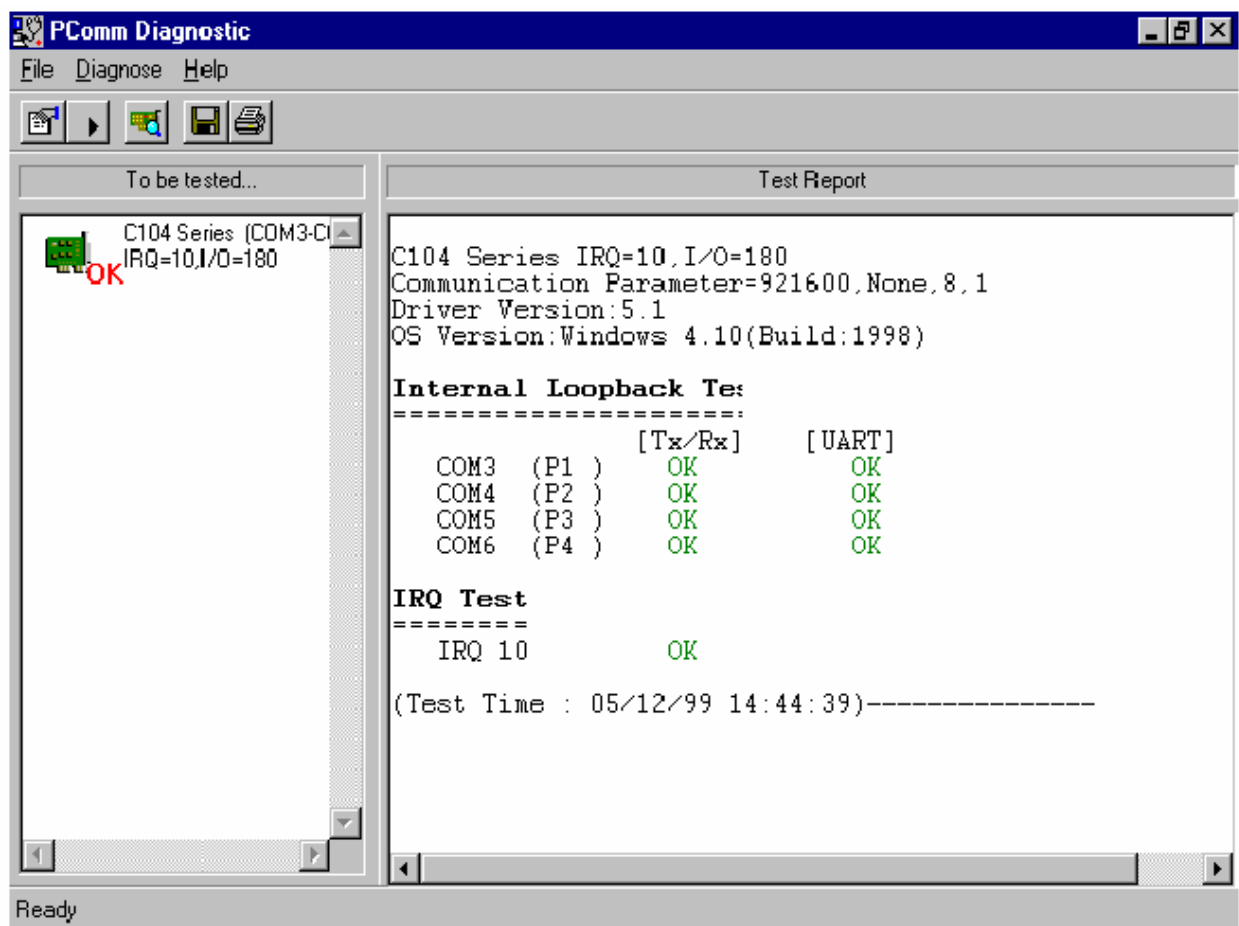 PComm Diagnostic
File Diagnose Help
To be tested...
C104 Series (COM3-C
IRQ=10,I/O=180
OK
Test Report
C104 Series IRQ=10,I/O=180
Communication Parameter=921600,None,8,1
Driver Version:5.1
OS Version:Windows 4.10(Build:1998)
Internal Loopback Tes
=====================
[Tx/Rx] [UART]
COM3 (P1 ) OK OK
COM4 (P2 ) OK OK
COM5 (P3 ) OK OK
COM6 (P4 ) OK OK
IRQ Test
========
IRQ 10 OK
(Test Time : 05/12/99 14:44:39)---------------
Ready